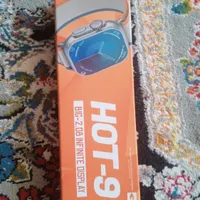 HOT-9
BIG-2.08 INFINITE DISPLAY